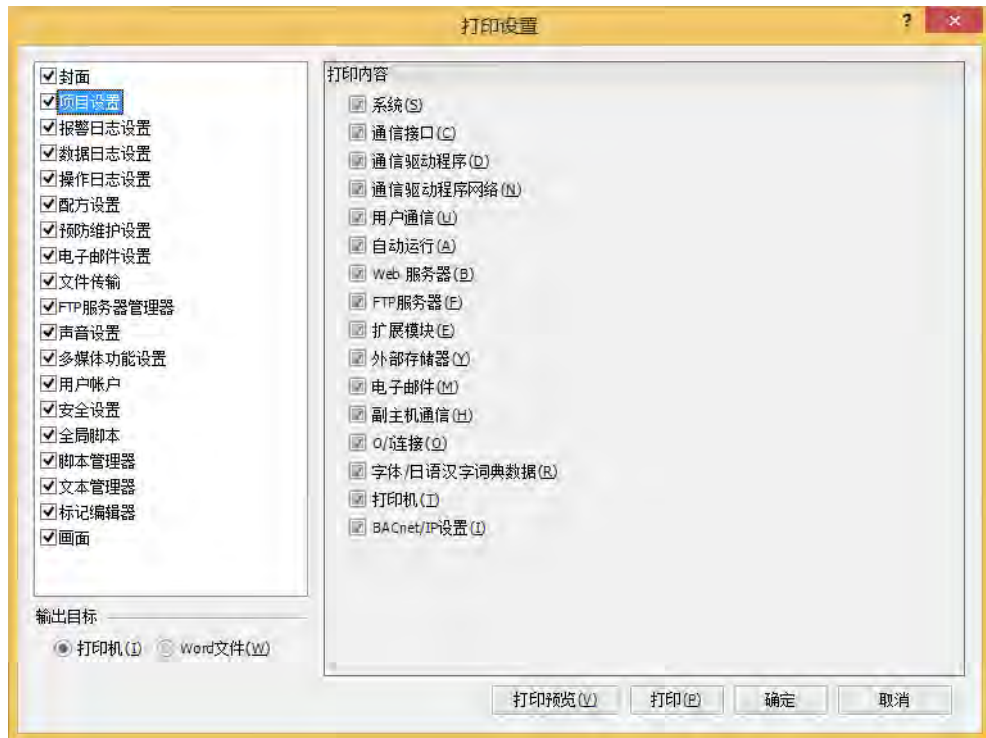 打印设置
?
封面
项目设置
报警日志设置
数据日志设置
操作日志设置
配方设置
预防维护设置
电子邮件设置
文件传输
FTP服务器管理器
声音设置
多媒体功能设置
用户帐户
安全设置
全局脚本
脚本管理器
文本管理器
标记编辑器
画面
输出目标
打印机(I) Word文件(W)
打印内容
系统(S)
通信接口(C)
通信驱动程序(D)
通信驱动程序网络(N)
用户通信(U)
自动运行(A)
Web 服务器(B)
FTP服务器(F)
扩展模块(E)
外部存储器(Y)
电子邮件(M)
副主机通信(H)
O/I连接(O)
字体/日语汉字词典数据(R)
打印机(T)
BACnet/IP设置(I)
打印预览(V) 打印(P) 确定 取消